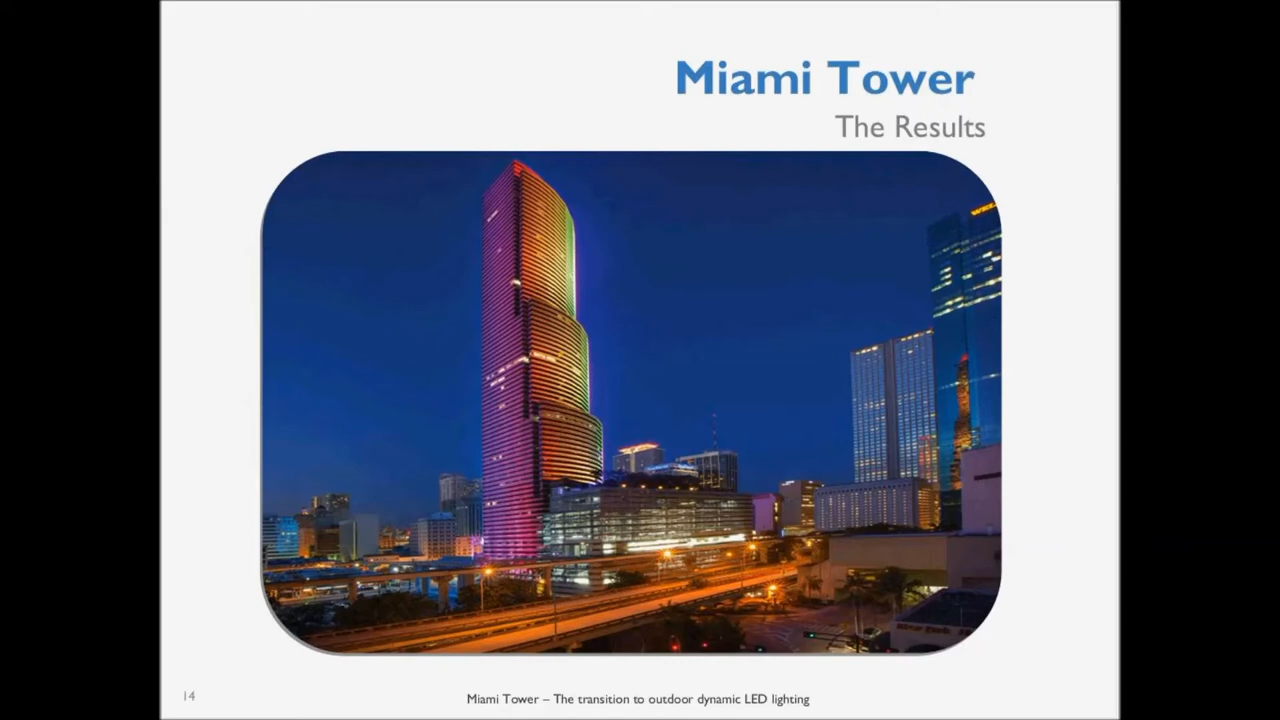 Miami Tower
The Results
14
Miami Tower – The transition to outdoor dynamic LED lighting